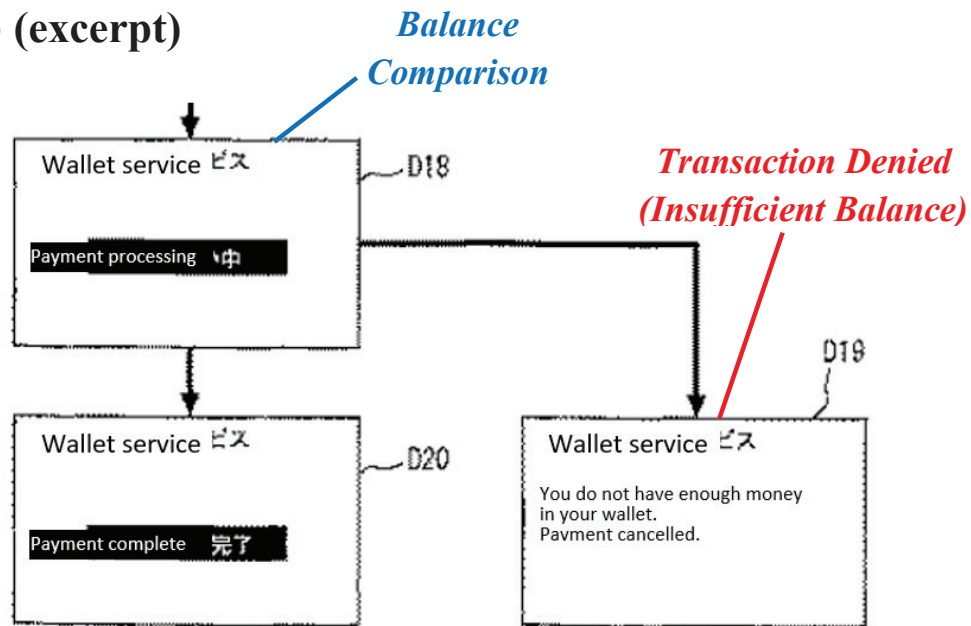 (excerpt)
Balance
Comparison
Wallet service ビス
D18
Transaction Denied
(Insufficient Balance)
Payment processing 中
D19
Wallet service ビス
D20
Payment complete 完了
Wallet service ビス
You do not have enough money
in your wallet.
Payment cancelled.